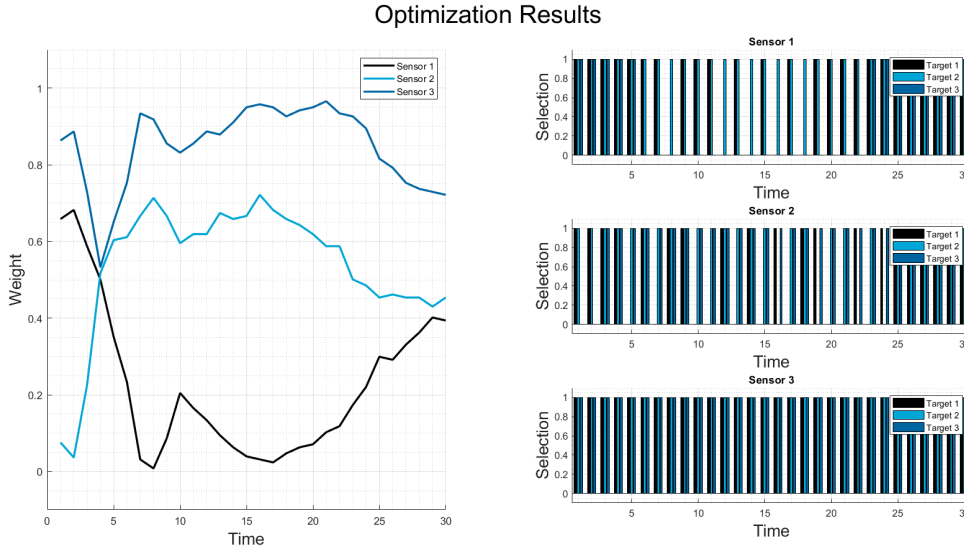 Optimization Results
Sensor 1
Sensor 2
Sensor 3
1
0.8
0.6
0.4
0.2
0
Weight
0
5
10
15
20
25
30
Time
Sensor 1
Target 1
Target 2
Target 3
1
0.8
0.6
0.4
0.2
0
Selection
5
10
15
20
25
30
Time
Sensor 2
Target 1
Target 2
Target 3
1
0.8
0.6
0.4
0.2
0
Selection
5
10
15
20
25
30
Time
Sensor 3
Target 1
Target 2
Target 3
1
0.8
0.6
0.4
0.2
0
Selection
5
10
15
20
25
30
Time